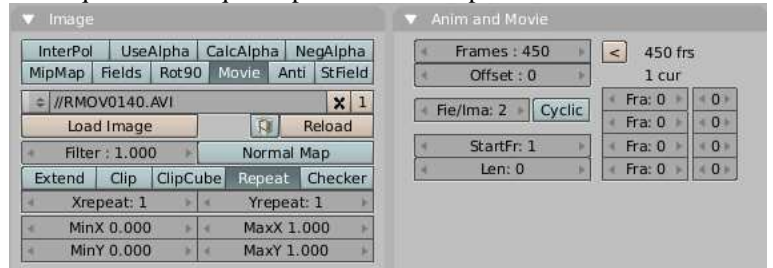 Image
InterPol UseAlpha CalcAlpha NegAlpha
MipMap Fields Rot90 Movie Anti StField
//RMOV0140.AVI X 1
Load Image Reload
Filter : 1.000 Normal Map
Extend Clip ClipCube Repeat Checker
Xrepeat: 1 Yrepeat: 1
MinX 0.000 MaxX 1.000
MinY 0.000 MaxY 1.000
Anim and Movie
Frames : 450 < 450 frs
Offset : 0 1 cur
Fie/Ima: 2 Cyclic Fra: 0 0
Fra: 0 0
StartFr: 1 Fra: 0 0
Len: 0 Fra: 0 0